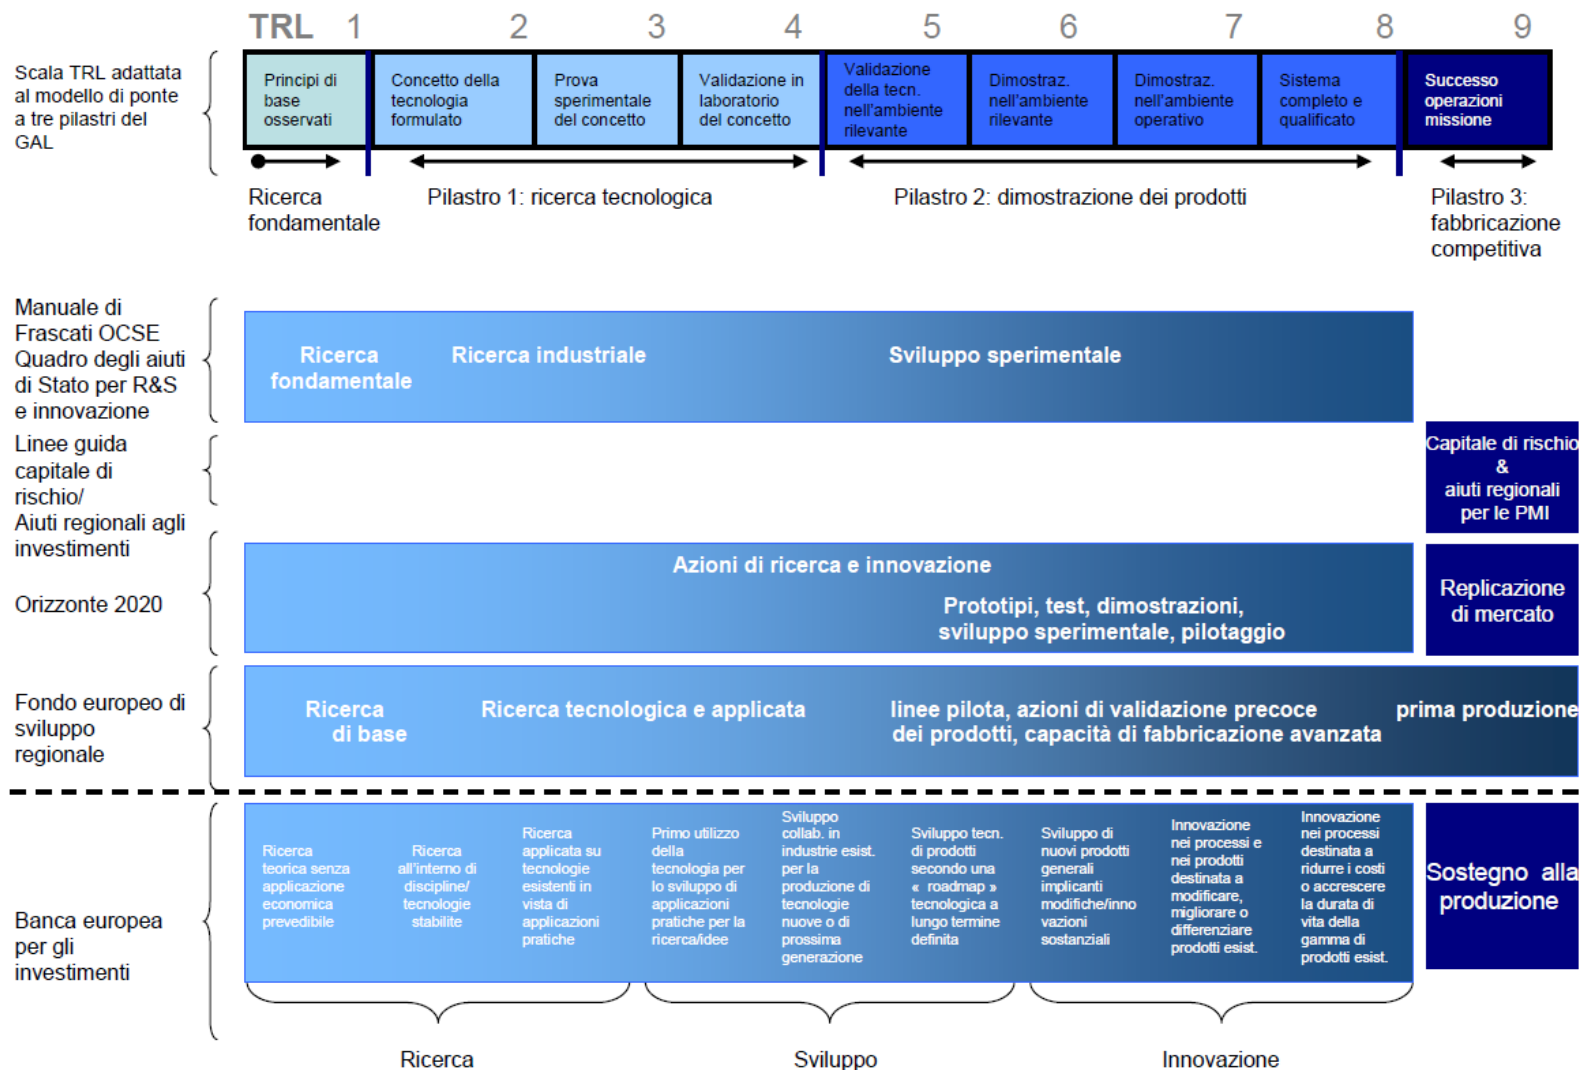 TRL 1 2 3 4 5 6 7 8 9
Scala TRL adattata
al modello di ponte
a tre pilastri del
GAL
Principi di
base
osservati
Concetto della
tecnologia
formulato
Prova
sperimentale
del concetto
Validazione in
laboratorio
del concetto
Validazione
della tecn.
nell'ambiente
rilevante
Dimostraz.
nell'ambiente
rilevante
Dimostraz.
nell'ambiente
operativo
Sistema
completo e
qualificato
Successo
operazioni
missione
Ricerca
fondamentale
Pilastro 1: ricerca tecnologica
Pilastro 2: dimostrazione dei prodotti
Pilastro 3:
fabbricazione
competitiva
Manuale di
Frascati OCSE
Quadro degli aiuti
di Stato per R&S
e innovazione
Ricerca
fondamentale
Ricerca industriale
Sviluppo sperimentale
Linee guida
capitale di
rischio/
Aiuti regionali agli
investimenti
Capitale di rischio
&
aiuti regionali
per le PMI
Orizzonte 2020
Azioni di ricerca e innovazione
Prototipi, test, dimostrazioni,
sviluppo sperimentale, pilotaggio
Replicazione
di mercato
Fondo europeo di
sviluppo
regionale
Ricerca
di base
Ricerca tecnologica e applicata
linee pilota, azioni di validazione precoce
dei prodotti, capacità di fabbricazione avanzata
prima produzione
Banca europea
per gli
investimenti
Ricerca
teorica senza
applicazione
economica
prevedibile
Ricerca
all'interno di
discipline/
tecnologie
stabilite
Ricerca
applicata su
tecnologie
esistenti in
vista di
applicazioni
pratiche
Primo utilizzo
della
tecnologia per
lo sviluppo di
applicazioni
pratiche per la
ricerca/idee
Sviluppo
collab. in
industrie esist.
per la
produzione di
tecnologie
nuove o di
prossima
generazione
Sviluppo tecn.
di prodotti
secondo una
« roadmap »
tecnologica a
lungo termine
definita
Sviluppo di
nuovi prodotti
generali
implicanti
modifiche/inno
vazioni
sostanziali
Innovazione
nei processi e
nei prodotti
destinata a
modificare,
migliorare o
differenziare
prodotti esist.
Innovazione
nei processi
destinata a
ridurre i costi
o accrescere
la durata di
vita della
gamma di
prodotti esist.
Sostegno alla
produzione
Ricerca
Sviluppo
Innovazione